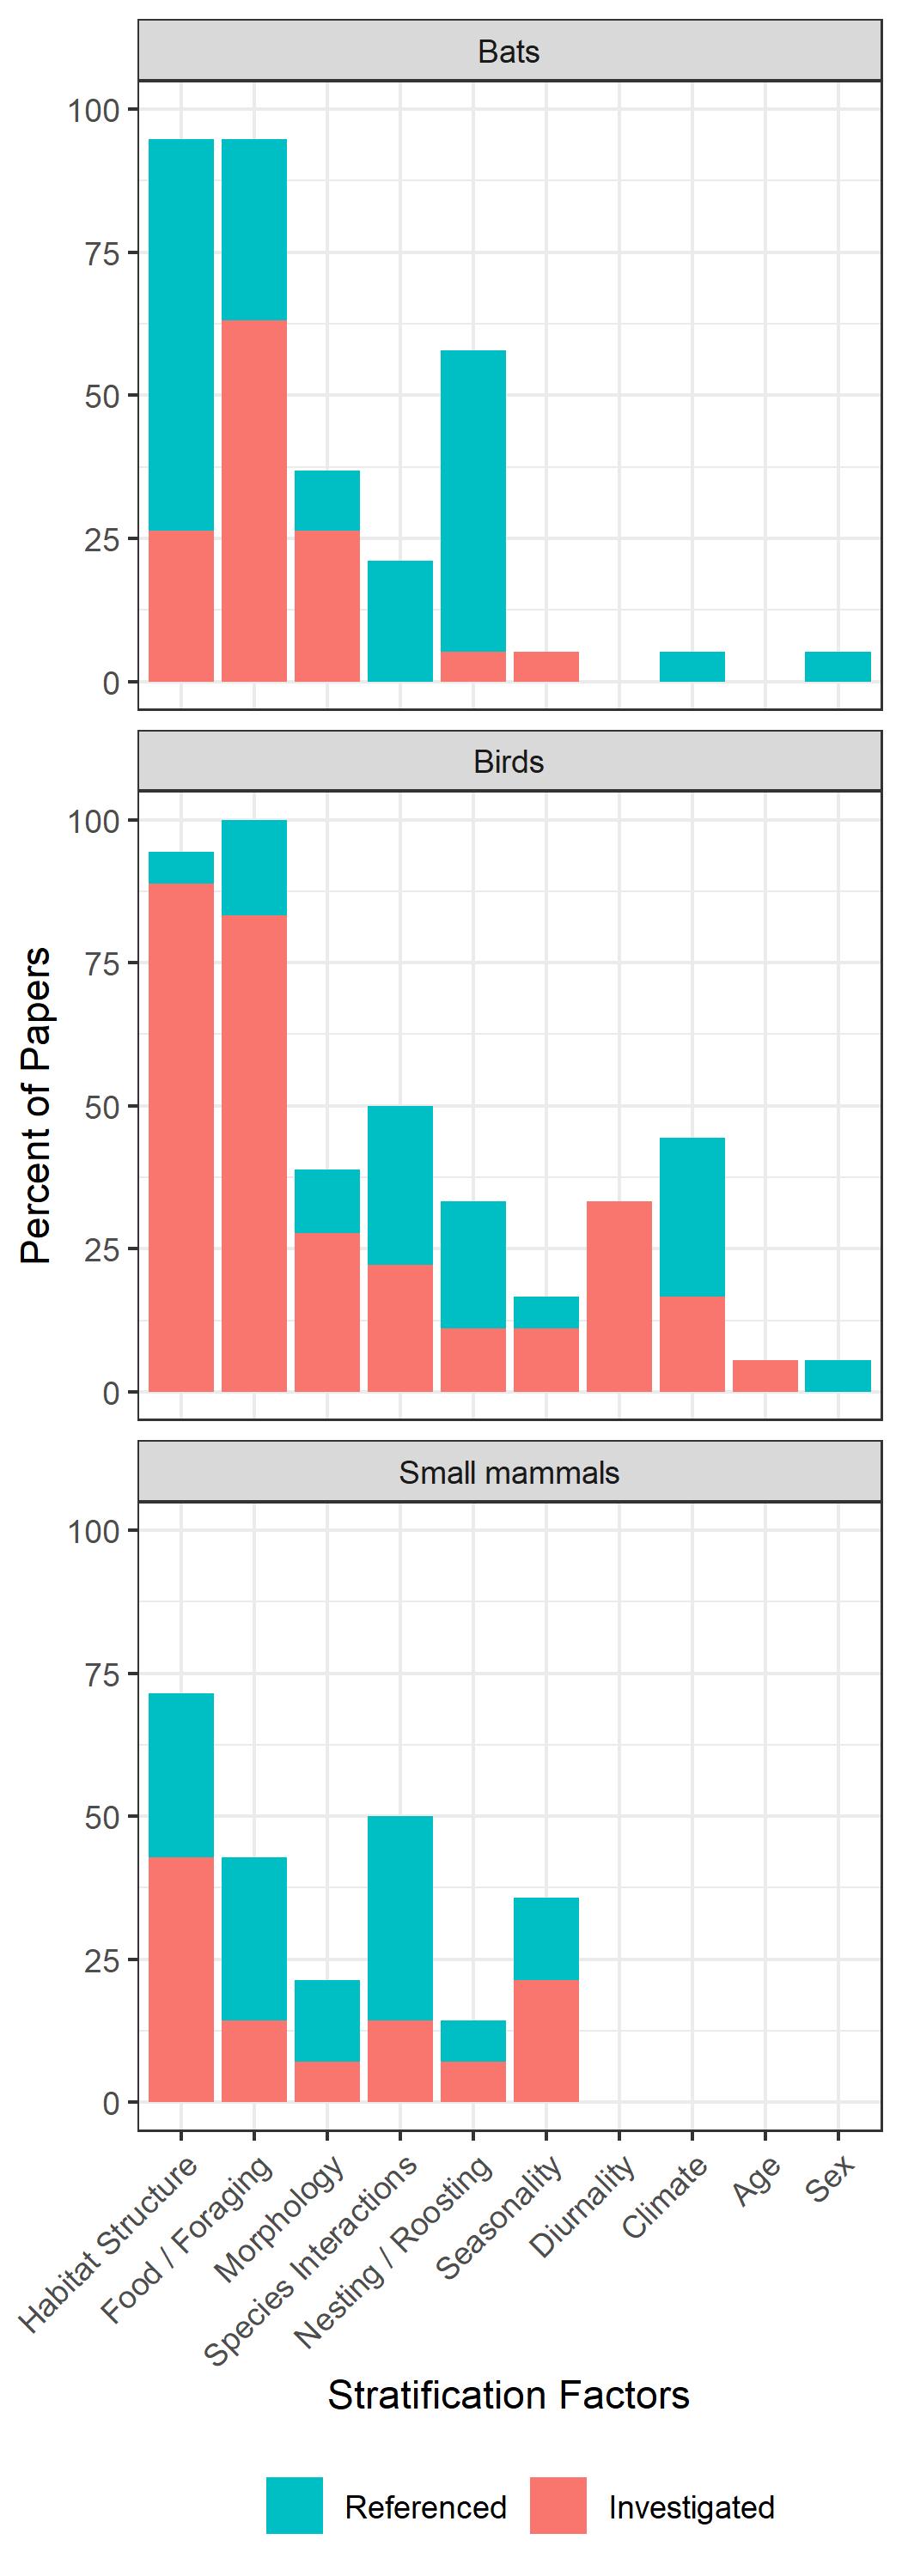 Bats
100
75
50
25
0
Birds
100
75
50
25
0
Percent of Papers
Small mammals
100
75
50
25
0
Habitat Structure
Food / Foraging
Morphology
Species Interactions
Nesting / Roosting
Seasonality
Diurnality
Climate
Age
Sex
Stratification Factors
Referenced Investigated